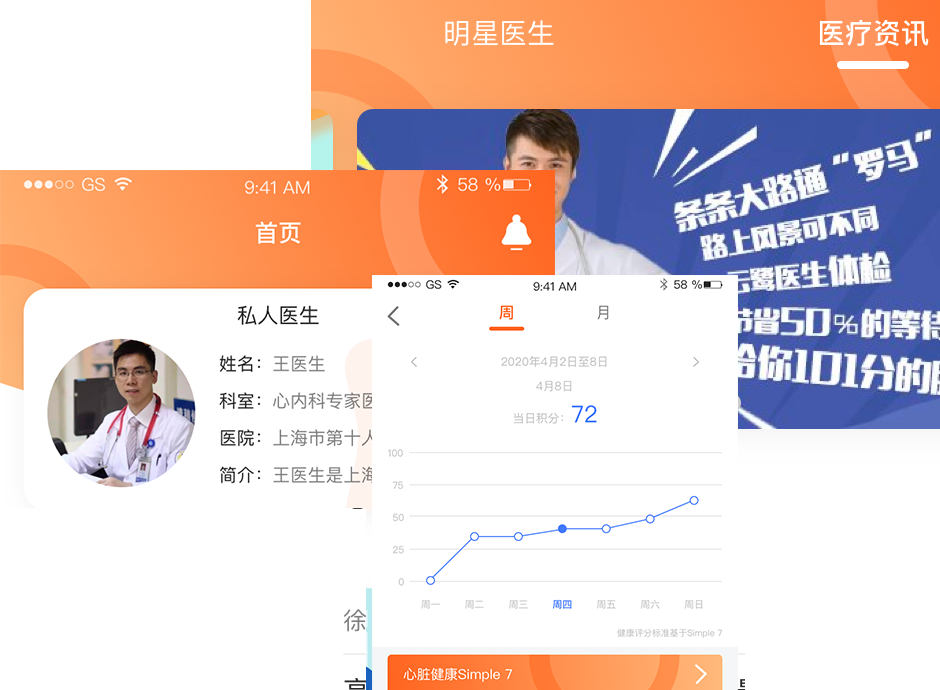 明星医生
医疗资讯
条条大路通“罗马”
路上风景可不同
云鹭医生体检
节省50%的等待
给你101分的
GS
9:41 AM
58 %
首页
私人医生
姓名： 王医生
科室： 心内科专家医
医院： 上海市第十人
简介： 王医生是上海
GS
9:41 AM
58 %
周
月
2020年4月2日至8日
4月8日
当日积分： 72
100
75
50
25
0
周一
周二
周三
周四
周五
周六
周日
健康评分标准基于Simple 7
心脏健康Simple 7
徐